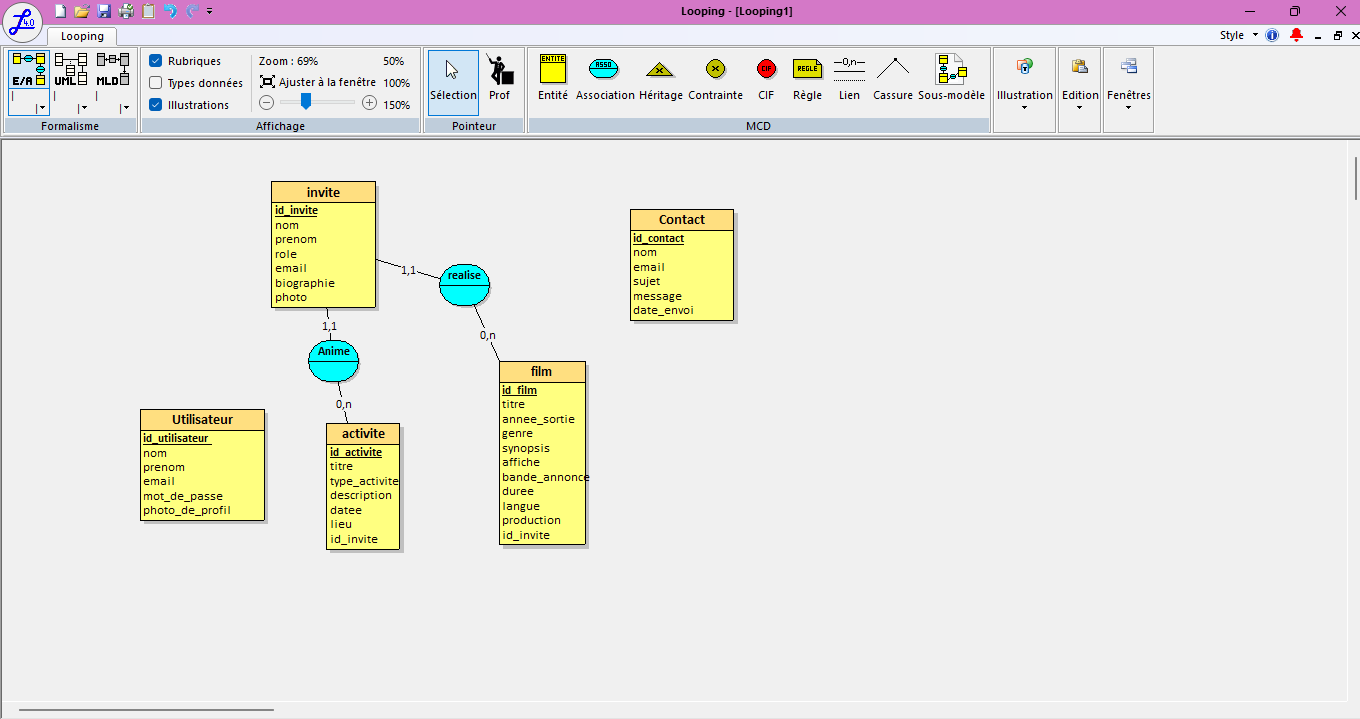 Looping - [Looping1]
4.0
Looping
Style
E/A
UML
MLD
Formalisme
Rubriques
Types données
Illustrations
Zoom : 69%
Ajuster à la fenêtre
50%
100%
150%
Affichage
Sélection
Prof
Pointeur
ENTITÉ
Entité
ASSO
Association
Héritage
Contrainte
CIF
CIF
REGLE
Règle
—0,n—
Lien
Cassure
Sous-modèle
MCD
Illustration
Edition
Fenêtres
invite
id_invite
nom
prenom
role
email
biographie
photo
1,1
realise
0,n
1,1
Anime
0,n
Contact
id_contact
nom
email
sujet
message
date_envoi
film
id_film
titre
annee_sortie
genre
synopsis
affiche
bande_annonce
duree
langue
production
id_invite
Utilisateur
id_utilisateur
nom
prenom
email
mot_de_passe
photo_de_profil
activite
id_activite
titre
type_activite
description
datee
lieu
id_invite